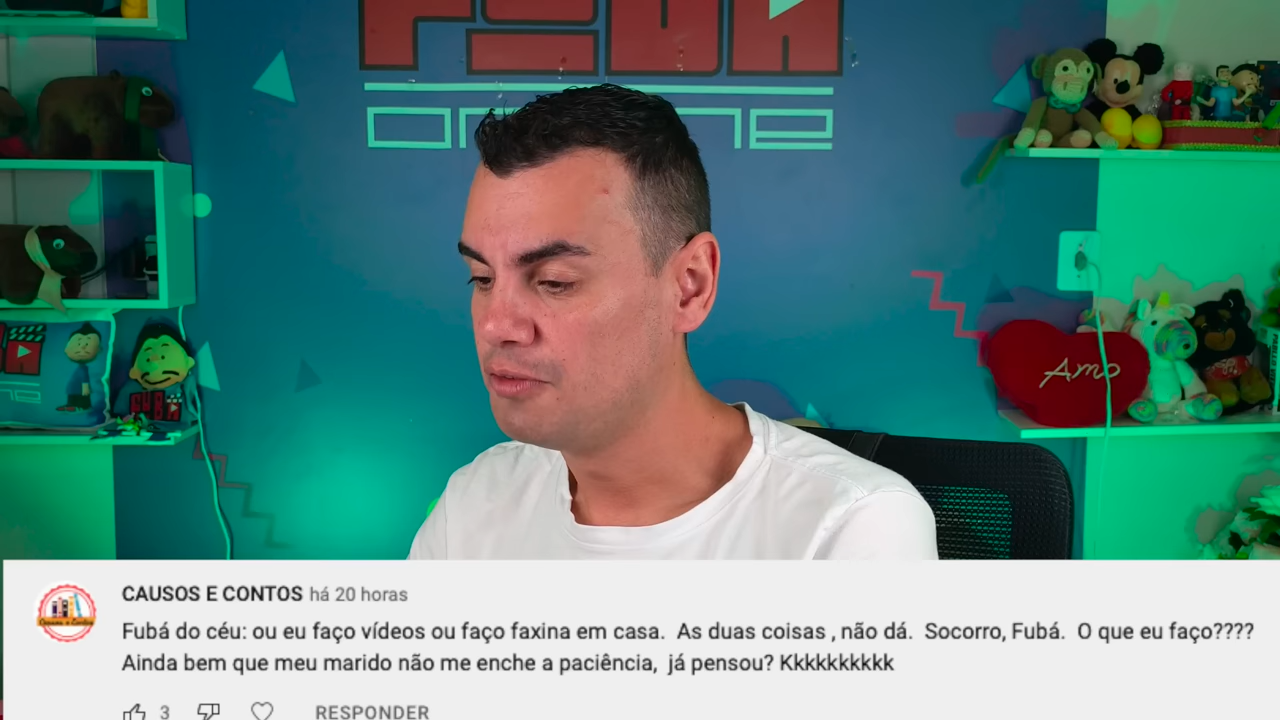 FUBA
online
Amo
CAUSOS E CONTOS há 20 horas
Fubá do céu: ou eu faço vídeos ou faço faxina em casa. As duas coisas , não dá. Socorro, Fubá. O que eu faço????
Ainda bem que meu marido não me enche a paciência, já pensou? Kkkkkkkkkk
3 RESPONDER